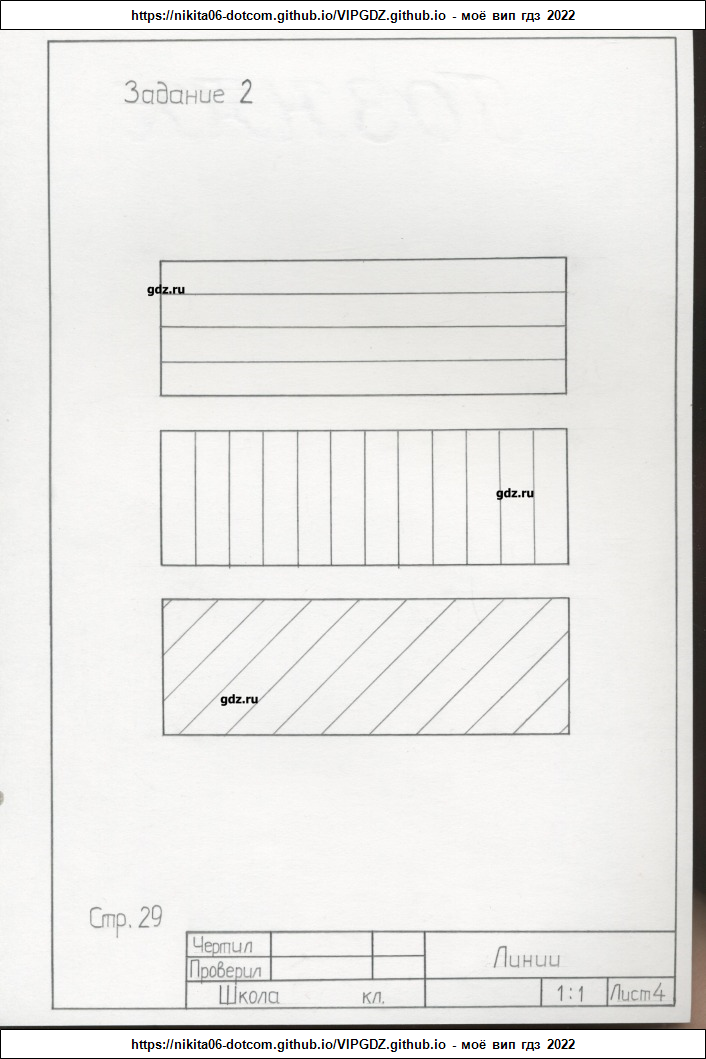 https://nikita06-dotcom.github.io/VIPGDZ.github.io - моё вип гдз 2022
Задание 2
gdz.ru
gdz.ru
gdz.ru
Стр. 29
Чертил
Линии
Проверил
Школа кл.
1:1
Лист 4
https://nikita06-dotcom.github.io/VIPGDZ.github.io - моё вип гдз 2022